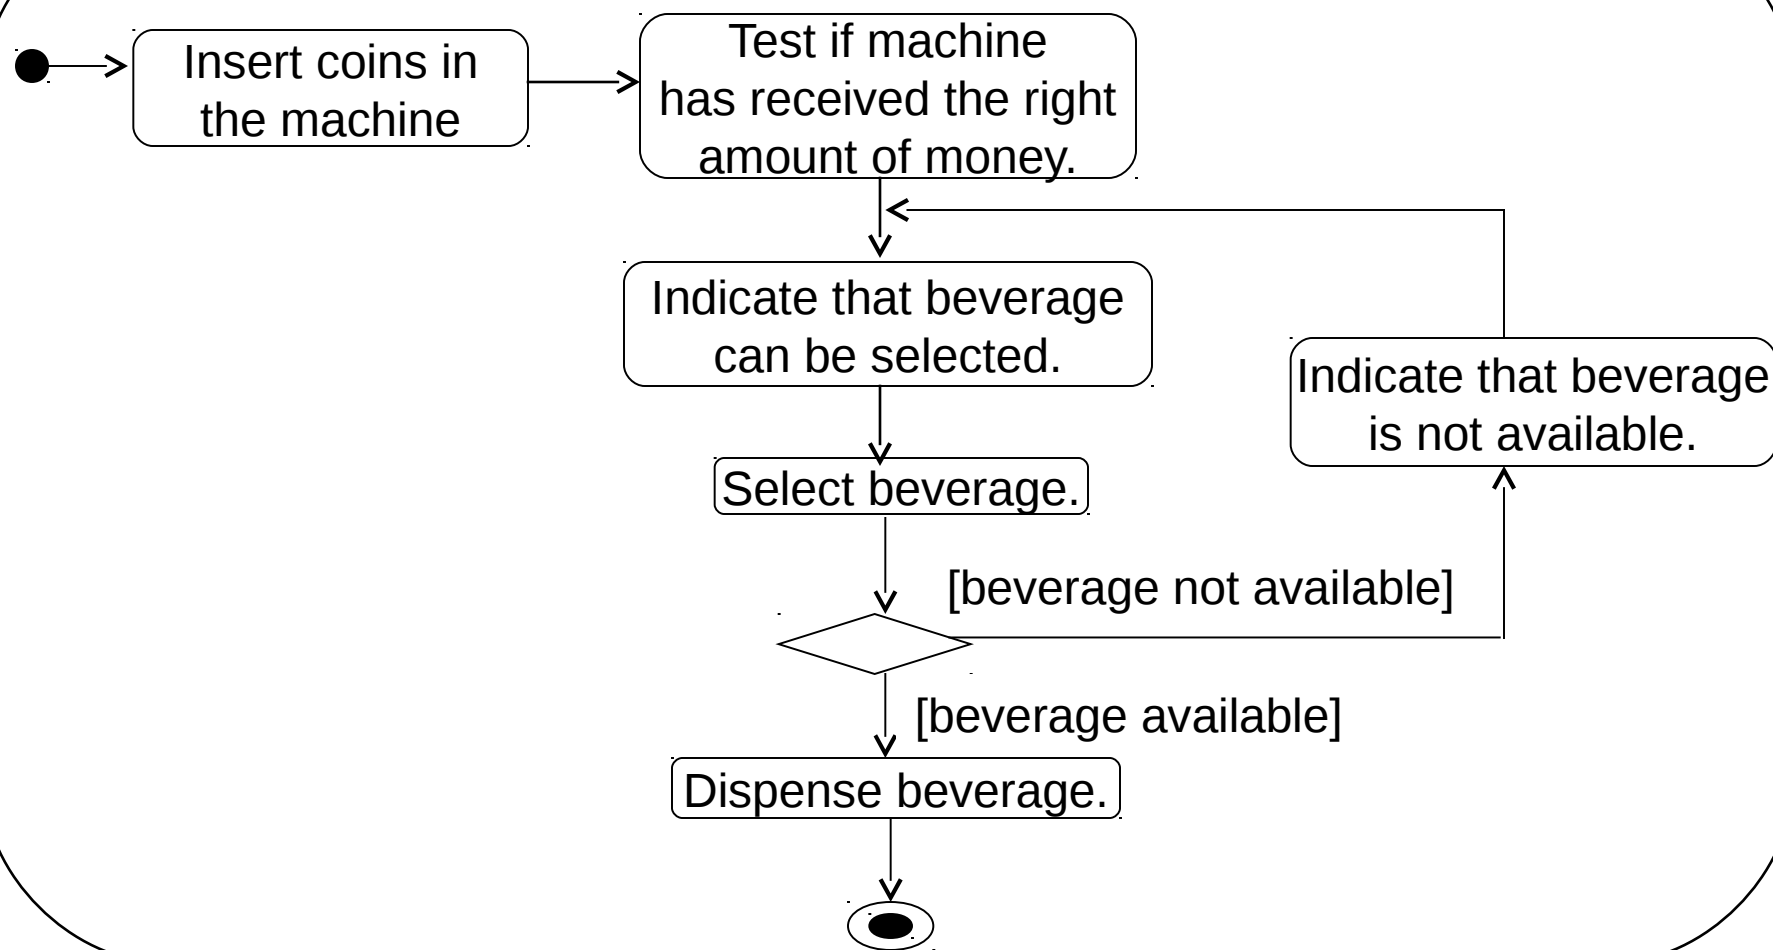 Insert coins in
the machine
Test if machine
has received the right
amount of money.
Indicate that beverage
can be selected.
Indicate that beverage
is not available.
Select beverage.
[beverage not available]
[beverage available]
Dispense beverage.